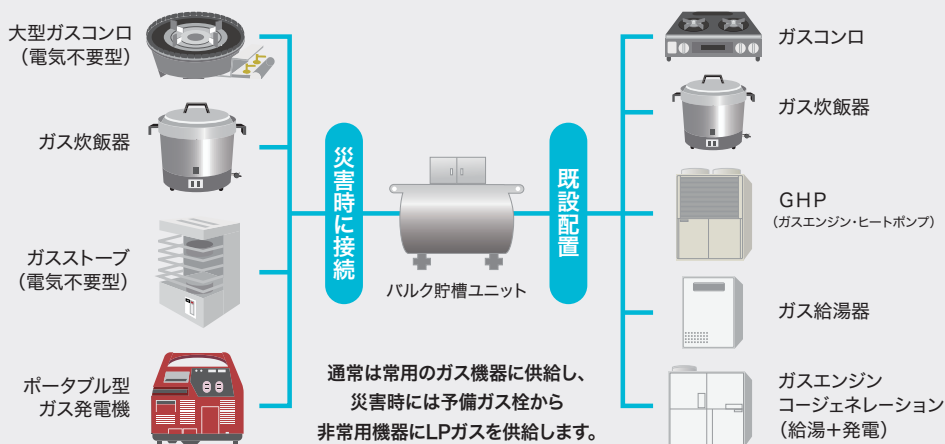 大型ガスコンロ
（電気不要型）
ガス炊飯器
ガスストーブ
（電気不要型）
ポータブル型
ガス発電機
災害時に接続
バルク貯槽ユニット
既設配置
通常は常用のガス機器に供給し、
災害時には予備ガス栓から
非常用機器にLPガスを供給します。
ガスコンロ
ガス炊飯器
GHP
（ガスエンジン・ヒートポンプ）
ガス給湯器
ガスエンジン
コージェネレーション
（給湯＋発電）